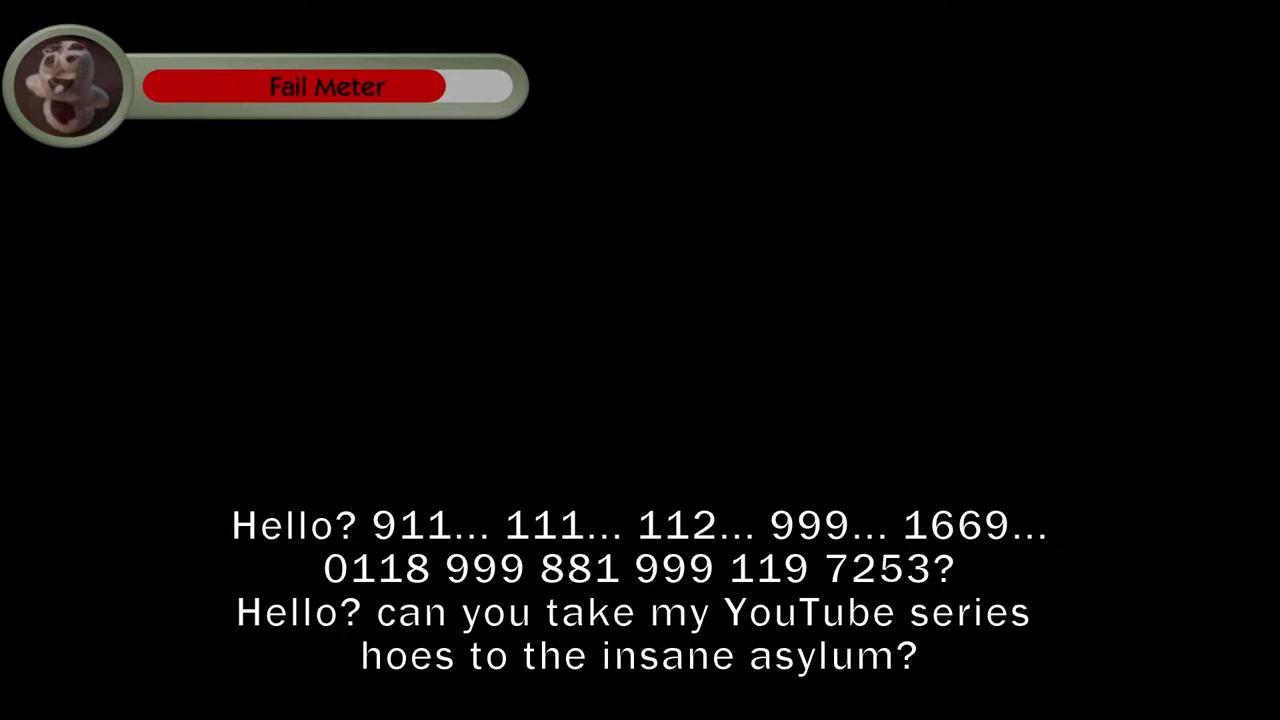 Fail Meter
Hello? 911... 111... 112... 999... 1669...
0118 999 881 999 119 7253?
Hello? can you take my YouTube series
hoes to the insane asylum?